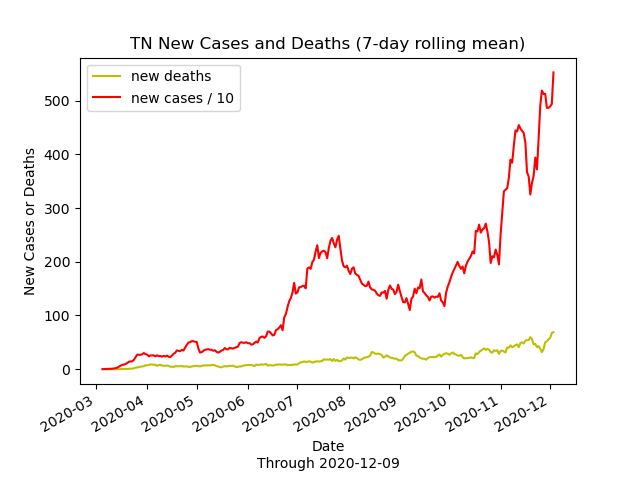 TN New Cases and Deaths (7-day rolling mean)
new deaths
new cases / 10
New Cases or Deaths
500
400
300
200
100
0
2020-03
2020-04
2020-05
2020-06
2020-07
2020-08
2020-09
2020-10
2020-11
2020-12
Date
Through 2020-12-09